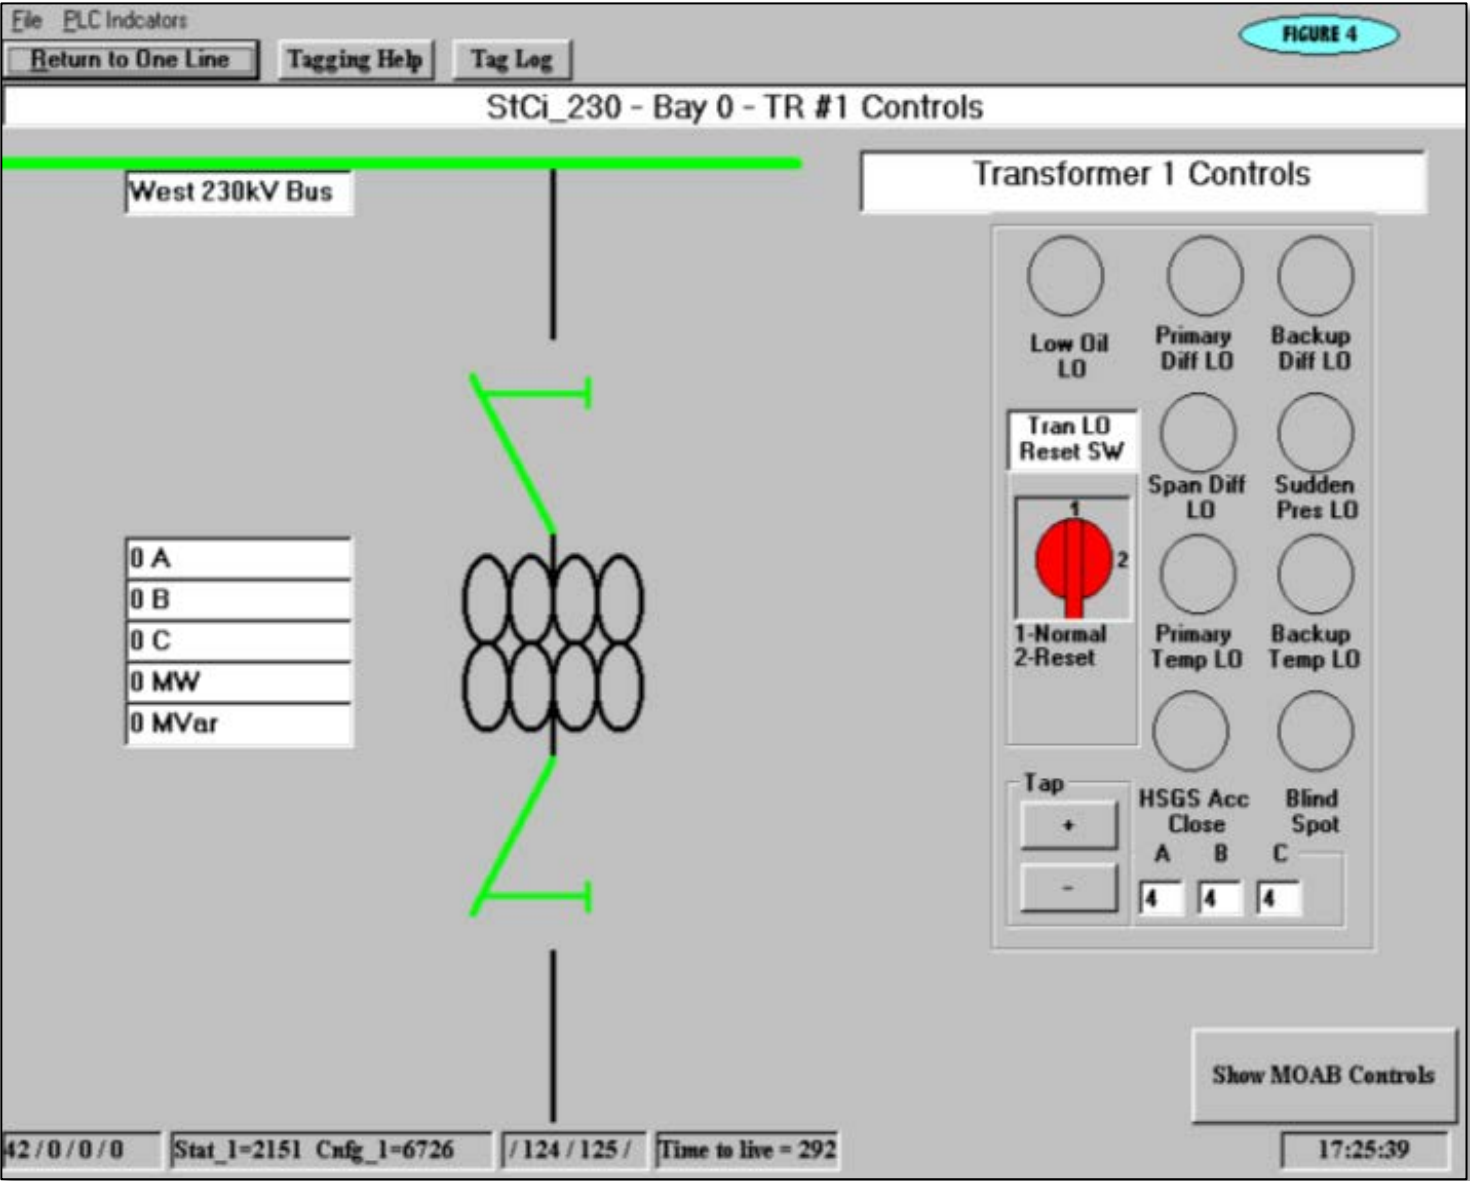 File PLC Indcators
FIGURE 4
Return to One Line Tagging Help Tag Log
StCi_230 - Bay 0 - TR #1 Controls
West 230kV Bus
Transformer 1 Controls
Low Oil
LO
Primary
Diff LO
Backup
Diff LO
Tran LO
Reset SW
1
2
1-Normal
2-Reset
Span Diff
LO
Sudden
Pres LO
Primary
Temp LO
Backup
Temp LO
HSGS Acc
Close
Blind
Spot
0 A
0 B
0 C
0 MW
0 MVar
Tap
+
-
A B C
4 4 4
Show MOAB Controls
42 / 0 / 0 / 0 Stat_1=2151 Cnfg_1=6726 / 124 / 125 / Time to live = 292 17:25:39